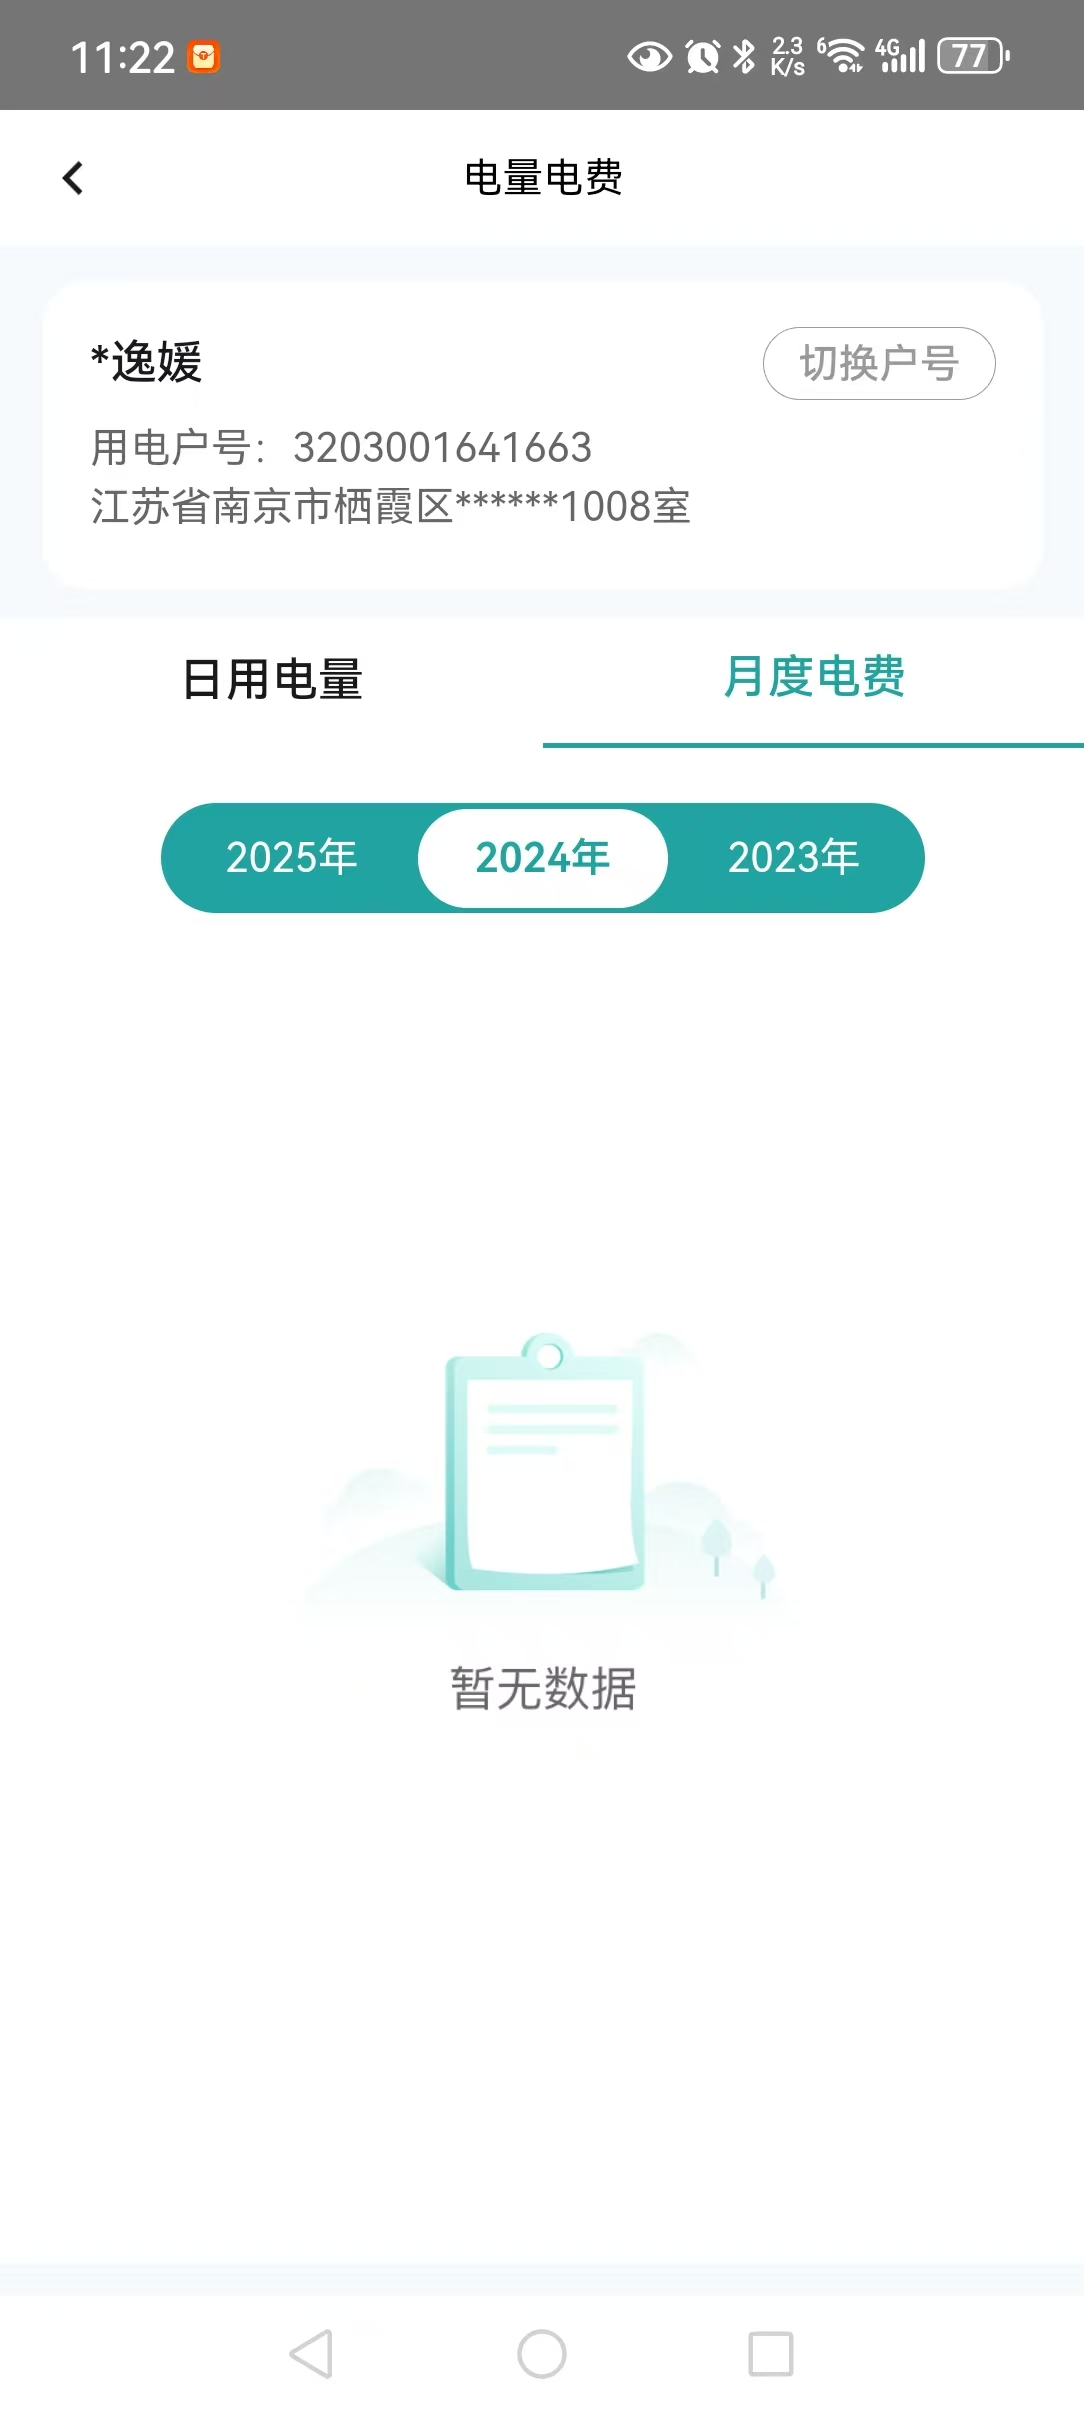 11:22
2.3 K/s 6 4G 77
电量电费
*逸媛
切换户号
用电户号：3203001641663
江苏省南京市栖霞区******1008室
日用电量 月度电费
2025年 2024年 2023年
暂无数据